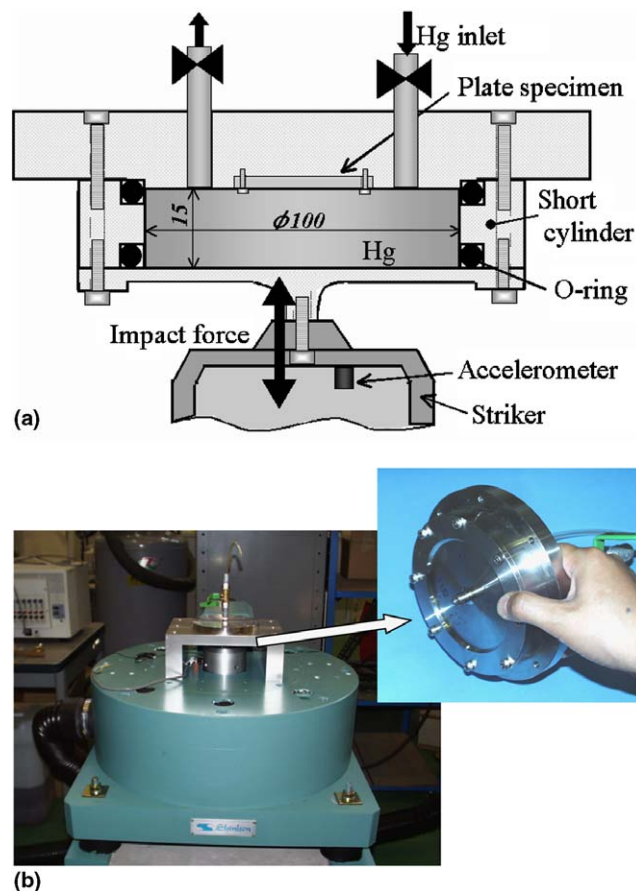 Hg inlet
Plate specimen
15
ϕ100
Hg
Short
cylinder
O-ring
Impact force
Accelerometer
Striker
(a)
(b)